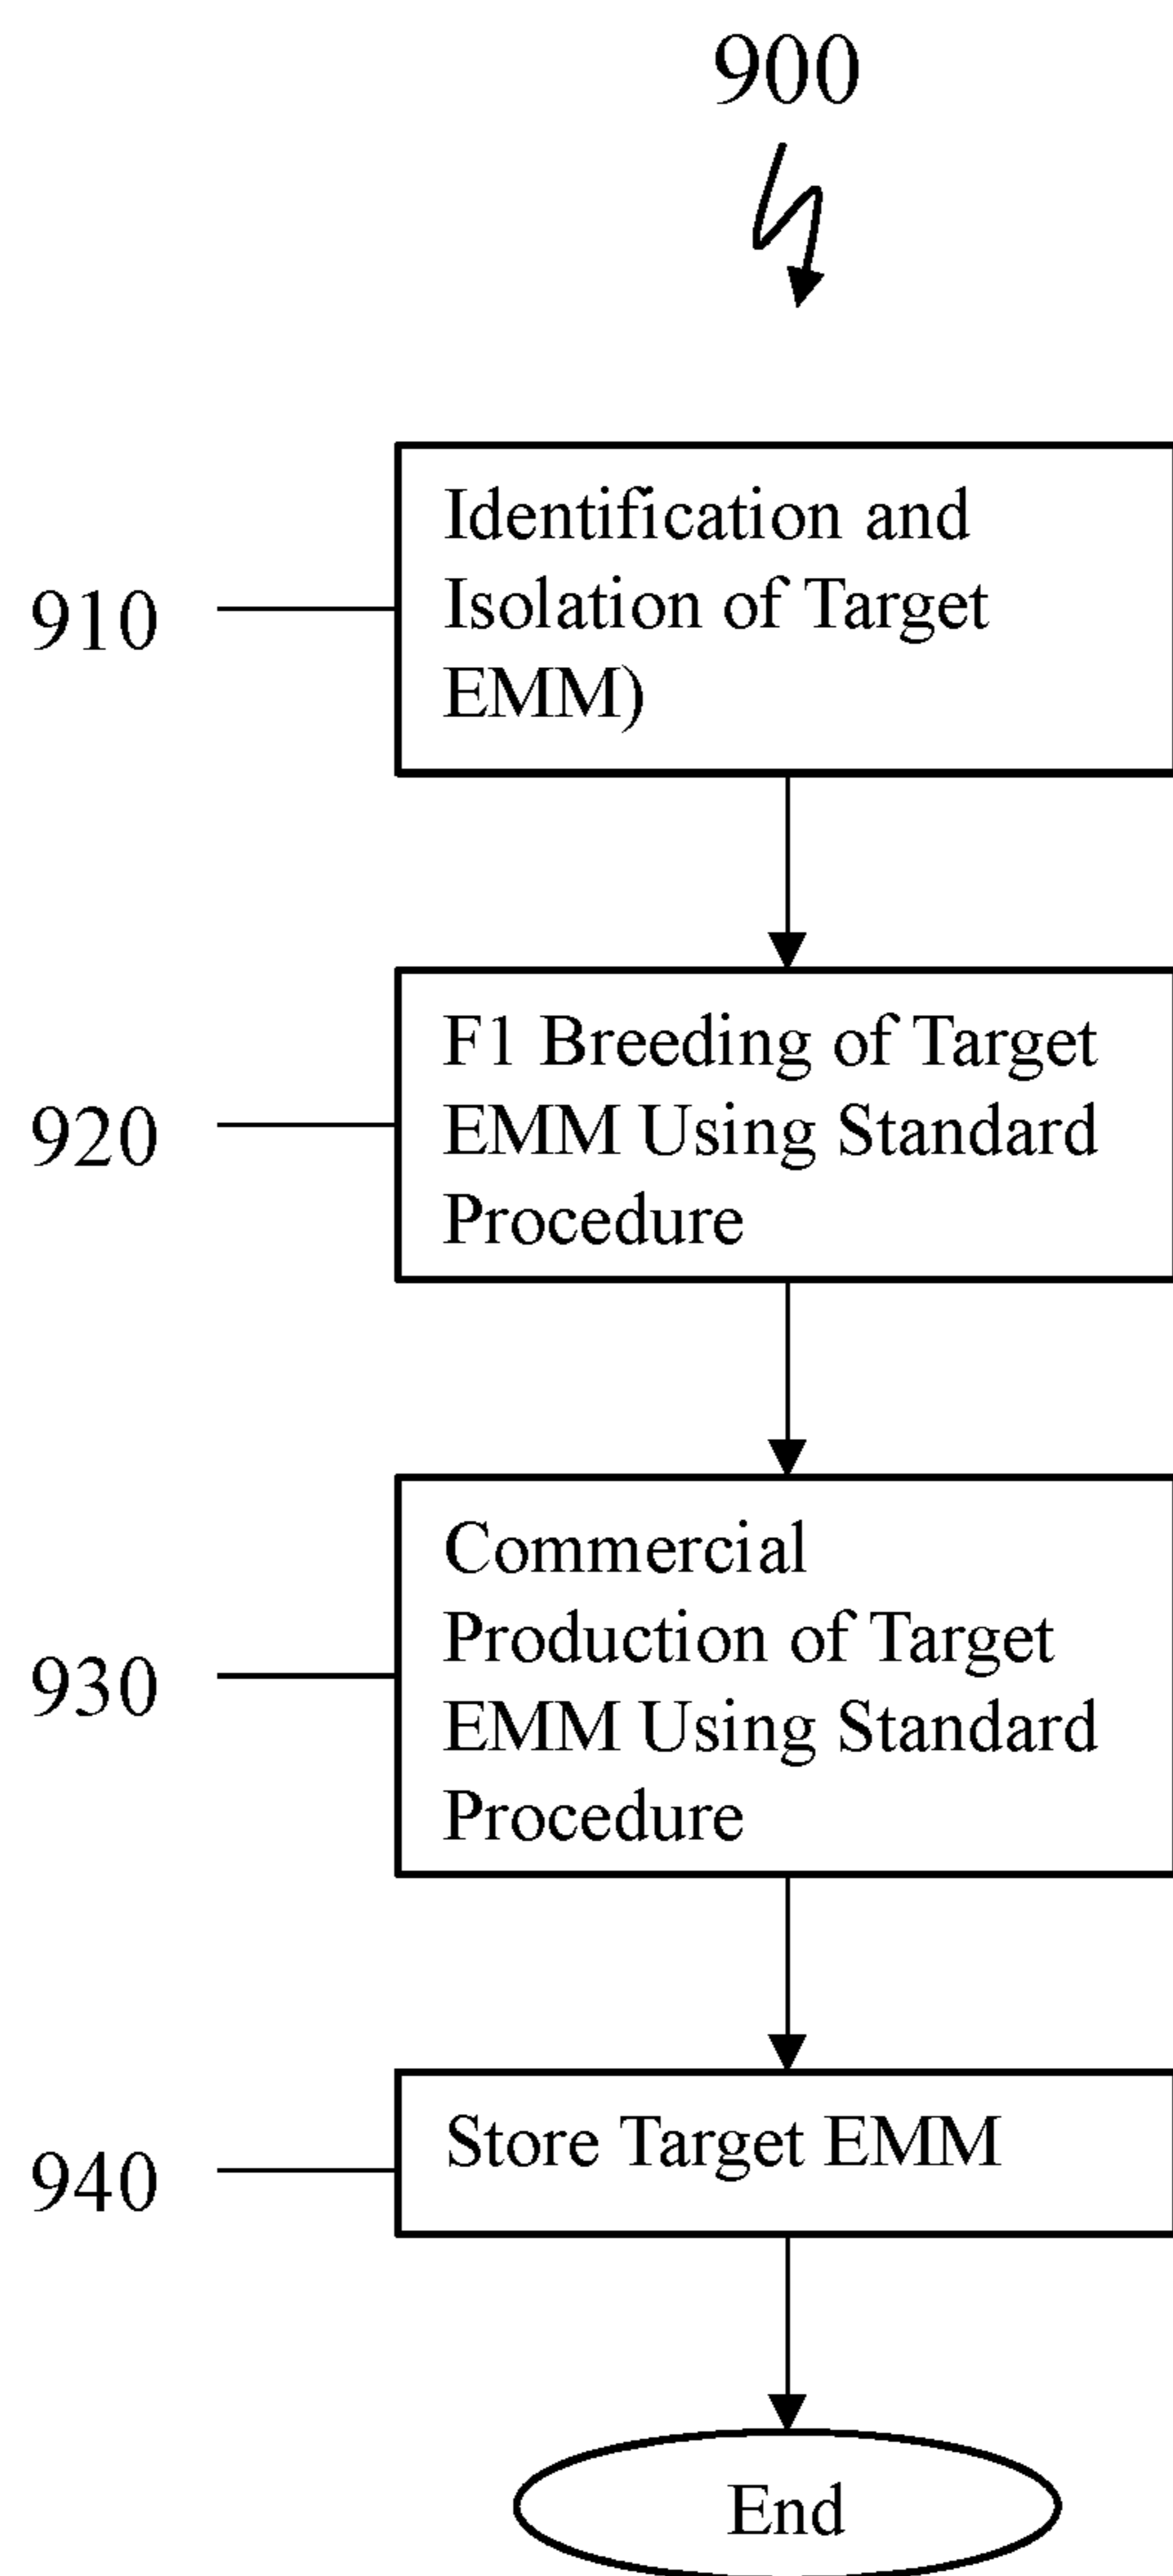 900
910
Identification and
Isolation of Target
EMM)
920
F1 Breeding of Target
EMM Using Standard
Procedure
930
Commercial
Production of Target
EMM Using Standard
Procedure
940
Store Target EMM
End